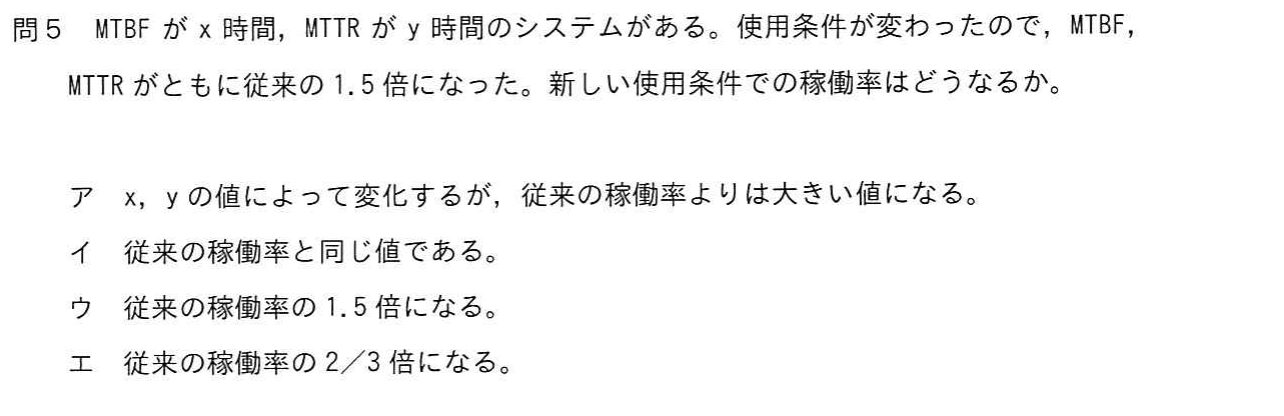 問5 MTBF が x 時間，MTTR が y 時間のシステムがある。使用条件が変わったので，MTBF，
MTTR がともに従来の 1.5 倍になった。新しい使用条件での稼働率はどうなるか。
ア x，y の値によって変化するが，従来の稼働率よりは大きい値になる。
イ 従来の稼働率と同じ値である。
ウ 従来の稼働率の 1.5 倍になる。
エ 従来の稼働率の 2／3 倍になる。